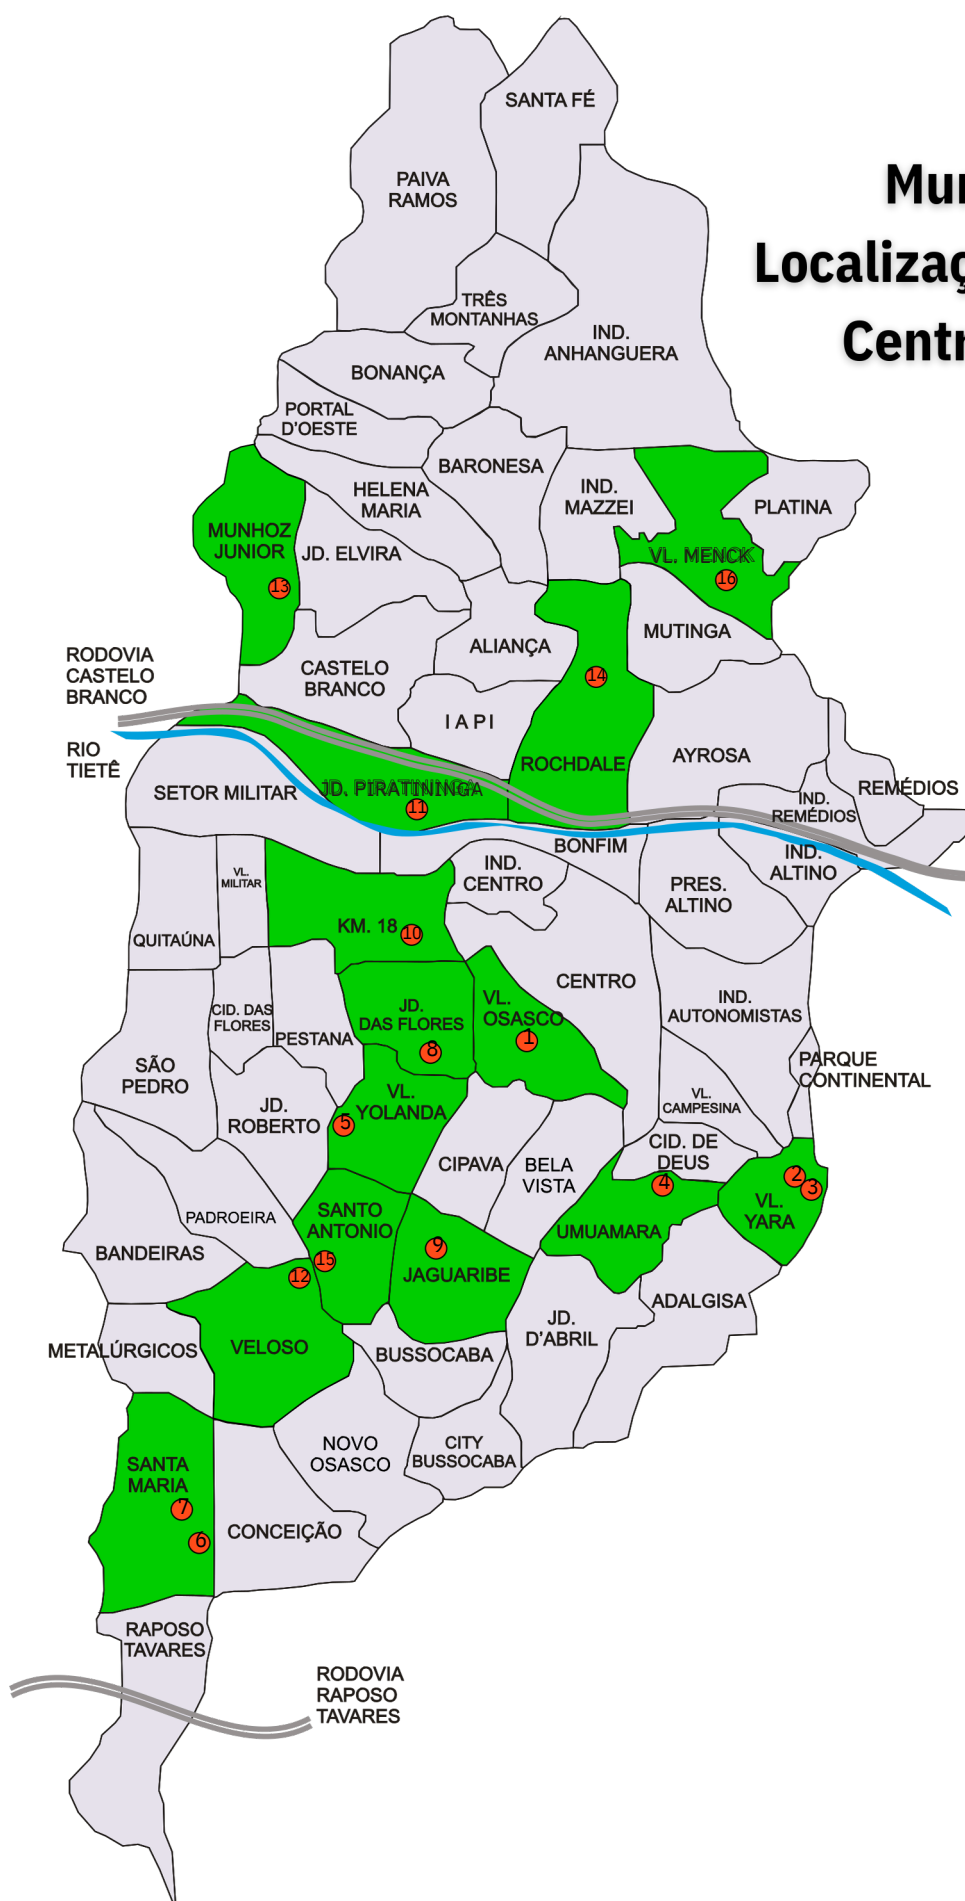 SANTA FÉ
Mun
PAIVA
RAMOS
Localizaç
TRÊS
MONTANHAS
IND.
ANHANGUERA
Centr
BONANÇA
PORTAL
D'OESTE
BARONESA
HELENA
MARIA
IND.
MAZZEI
PLATINA
MUNHOZ
JUNIOR
JD. ELVIRA
VL. MENCK
13
16
ALIANÇA
MUTINGA
RODOVIA
CASTELO
BRANCO
CASTELO
BRANCO
14
I A P I
RIO
TIETÊ
ROCHDALE
AYROSA
SETOR MILITAR
JD. PIRATININGA
11
REMÉDIOS
IND.
REMÉDIOS
BONFIM
VL.
MILITAR
IND.
CENTRO
IND.
ALTINO
PRES.
ALTINO
KM. 18
10
QUITAÚNA
CENTRO
CID. DAS
FLORES
PESTANA
JD.
DAS FLORES
8
VL.
OSASCO
1
IND.
AUTONOMISTAS
SÃO
PEDRO
PARQUE
CONTINENTAL
JD.
ROBERTO
VL.
YOLANDA
5
VL.
CAMPESINA
CIPAVA
BELA
VISTA
CID. DE
DEUS
4
2
3
VL.
YARA
PADROEIRA
SANTO
ANTONIO
UMUAMARA
BANDEIRAS
15
12
9
JAGUARIBE
ADALGISA
METALÚRGICOS
VELOSO
BUSSOCABA
JD.
D'ABRIL
SANTA
MARIA
7
6
NOVO
OSASCO
CITY
BUSSOCABA
CONCEIÇÃO
RAPOSO
TAVARES
RODOVIA
RAPOSO
TAVARES